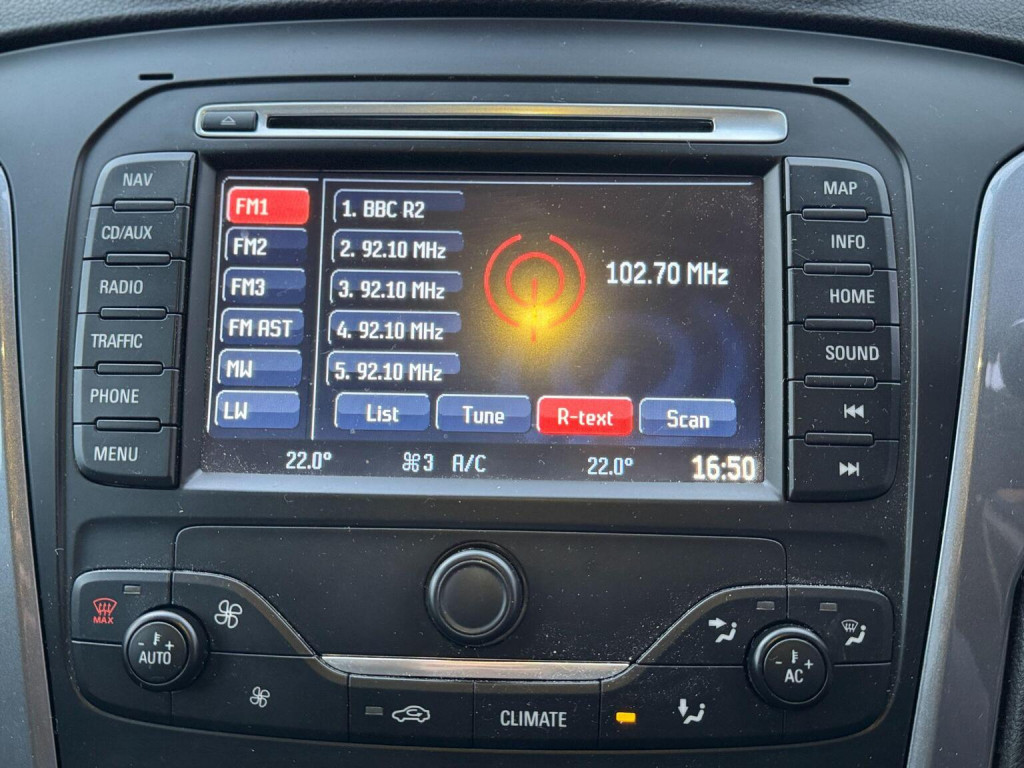 NAV
CD/AUX
RADIO
TRAFFIC
PHONE
MENU
FM1
FM2
FM3
FM AST
MW
LW
1. BBC R2
2. 92.10 MHz
3. 92.10 MHz
4. 92.10 MHz
5. 92.10 MHz
102.70 MHz
List Tune R-text Scan
22.0° 3 A/C 22.0° 16:50
MAP
INFO
HOME
SOUND
MAX
- +
AUTO
- +
AC
CLIMATE